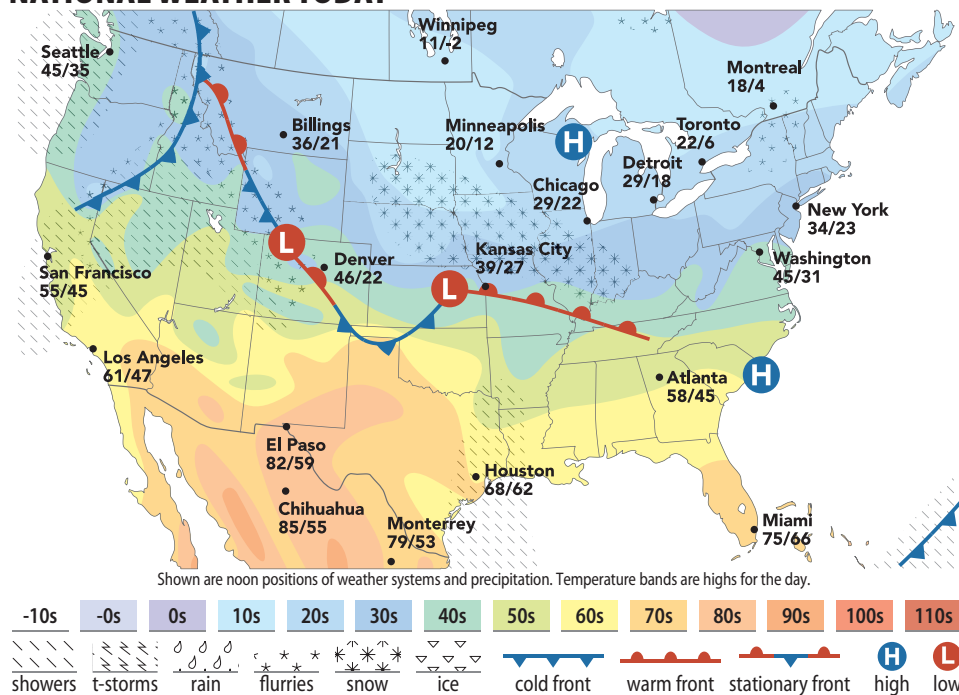 NATIONAL WEATHER TODAY
Winnipeg
11/-2
Seattle
45/35
Montreal
18/4
Billings
36/21
Minneapolis
20/12
H
Toronto
22/6
Detroit
29/18
Chicago
29/22
New York
34/23
L
Denver
46/22
Kansas City
39/27
Washington
45/31
San Francisco
55/45
L
Los Angeles
61/47
Atlanta
58/45
H
El Paso
82/59
Houston
68/62
Chihuahua
85/55
Monterrey
79/53
Miami
75/66
Shown are noon positions of weather systems and precipitation. Temperature bands are highs for the day.
-10s -0s 0s 10s 20s 30s 40s 50s 60s 70s 80s 90s 100s 110s
H L
showers t-storms rain flurries snow ice cold front warm front stationary front high low